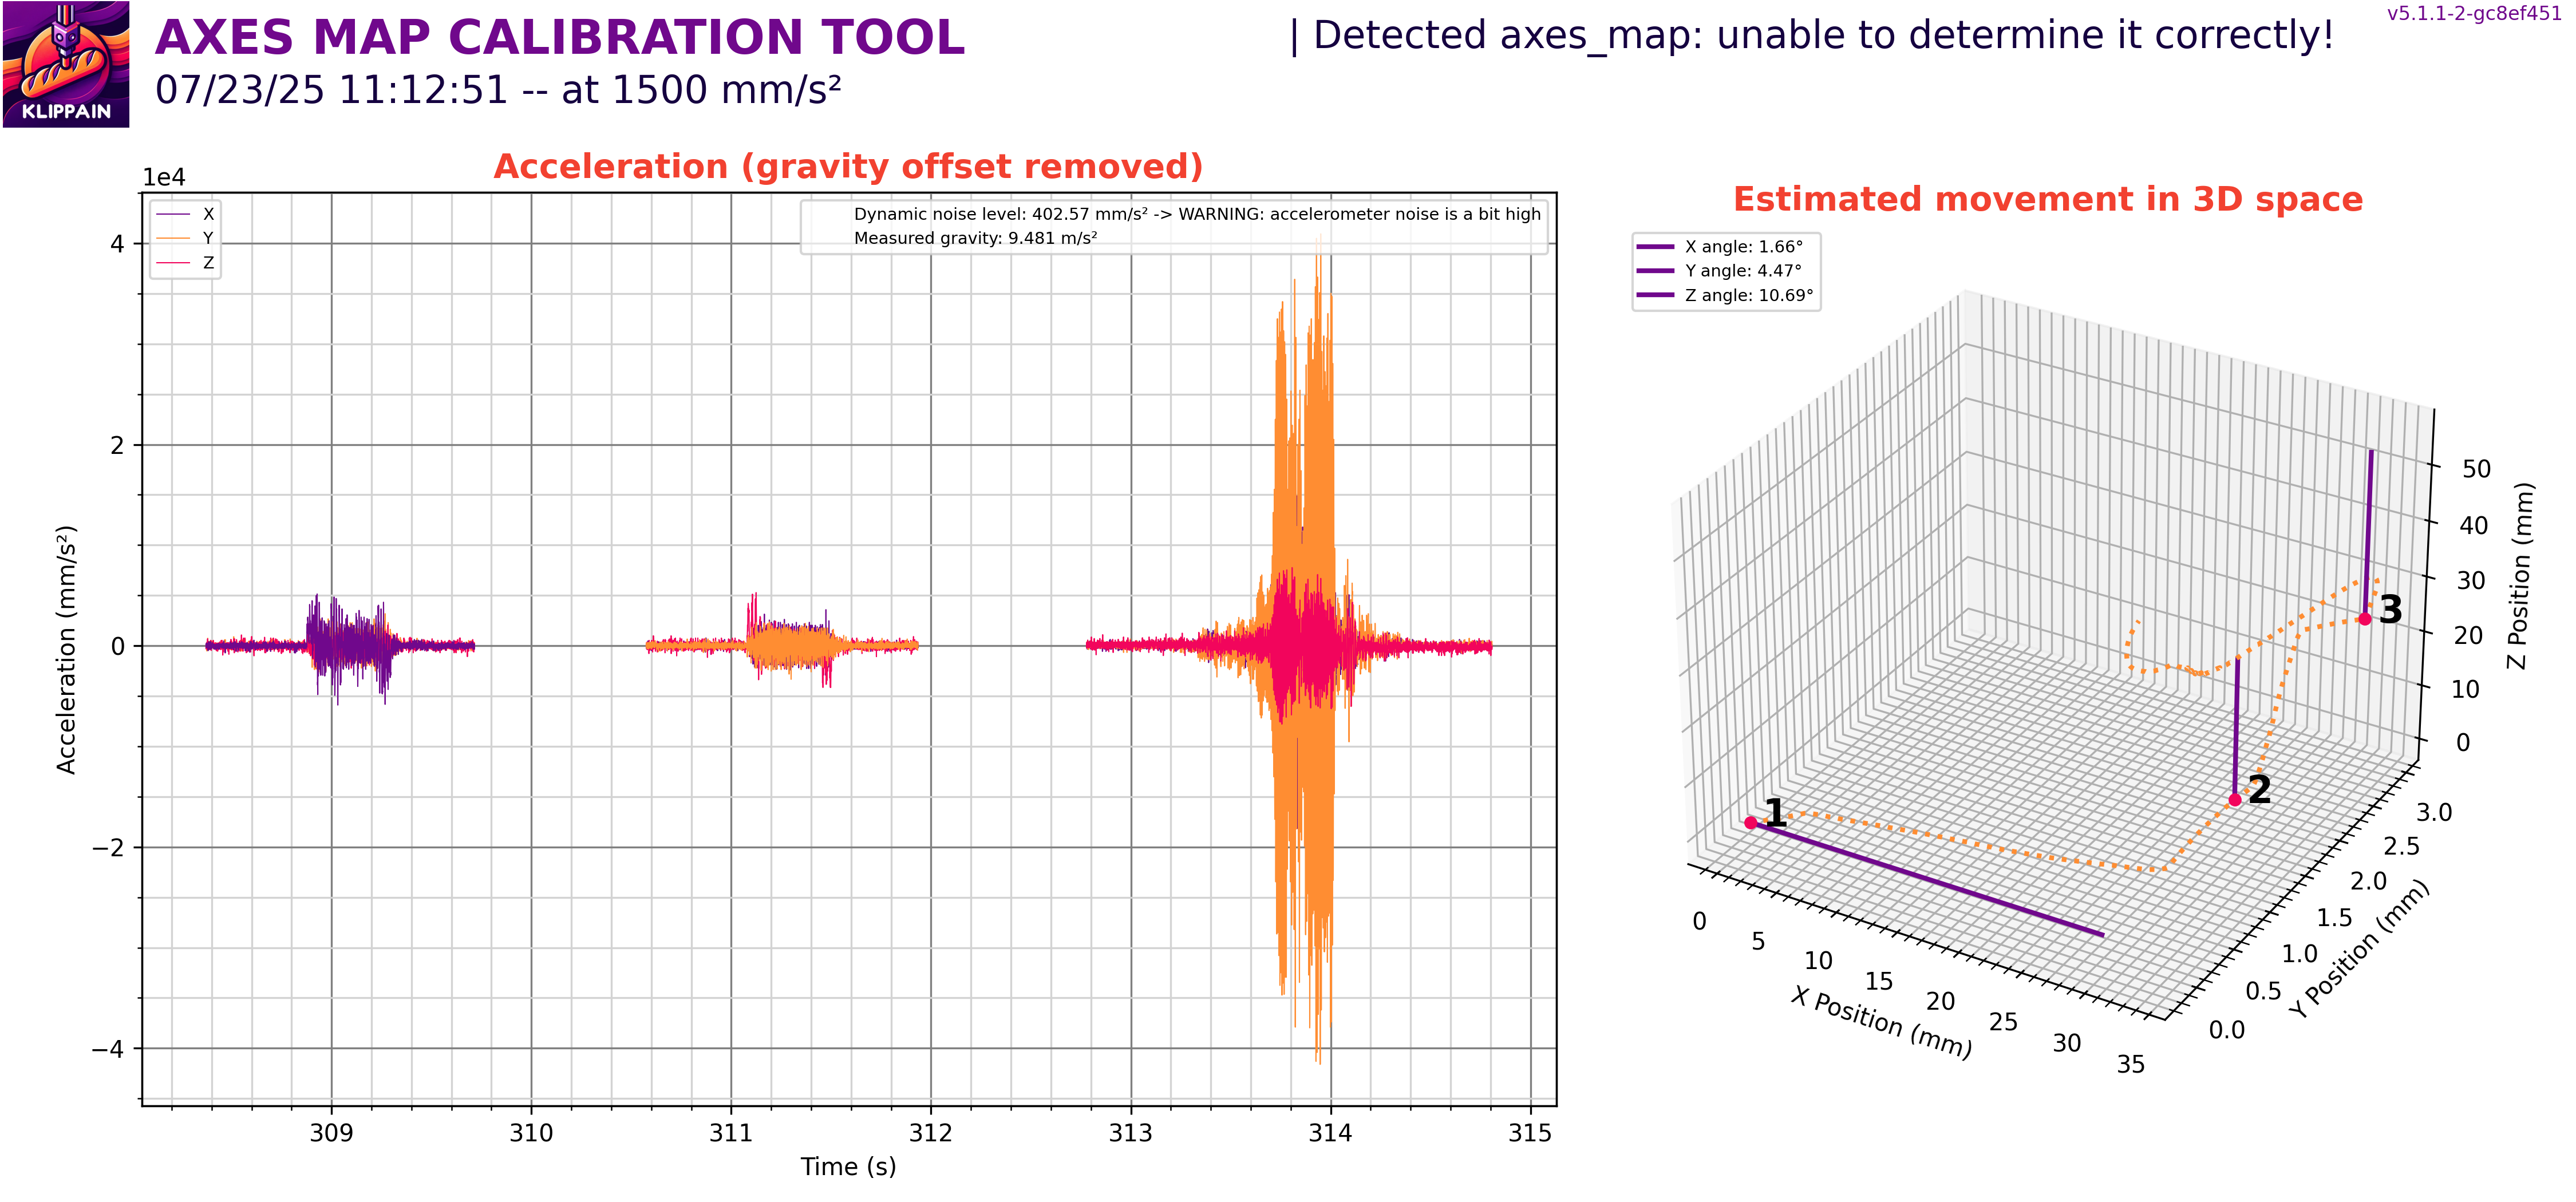 KLIPPAIN
AXES MAP CALIBRATION TOOL
07/23/25 11:12:51 -- at 1500 mm/s²
| Detected axes_map: unable to determine it correctly!
v5.1.1-2-gc8ef451
Acceleration (gravity offset removed)
1e4
X
Y
Z
Dynamic noise level: 402.57 mm/s² -> WARNING: accelerometer noise is a bit high
Measured gravity: 9.481 m/s²
4
2
0
−2
−4
Acceleration (mm/s²)
309
310
311
312
313
314
315
Time (s)
Estimated movement in 3D space
X angle: 1.66°
Y angle: 4.47°
Z angle: 10.69°
1
2
3
0
5
10
15
20
25
30
35
X Position (mm)
0.0
0.5
1.0
1.5
2.0
2.5
3.0
Y Position (mm)
50
40
30
20
10
0
Z Position (mm)